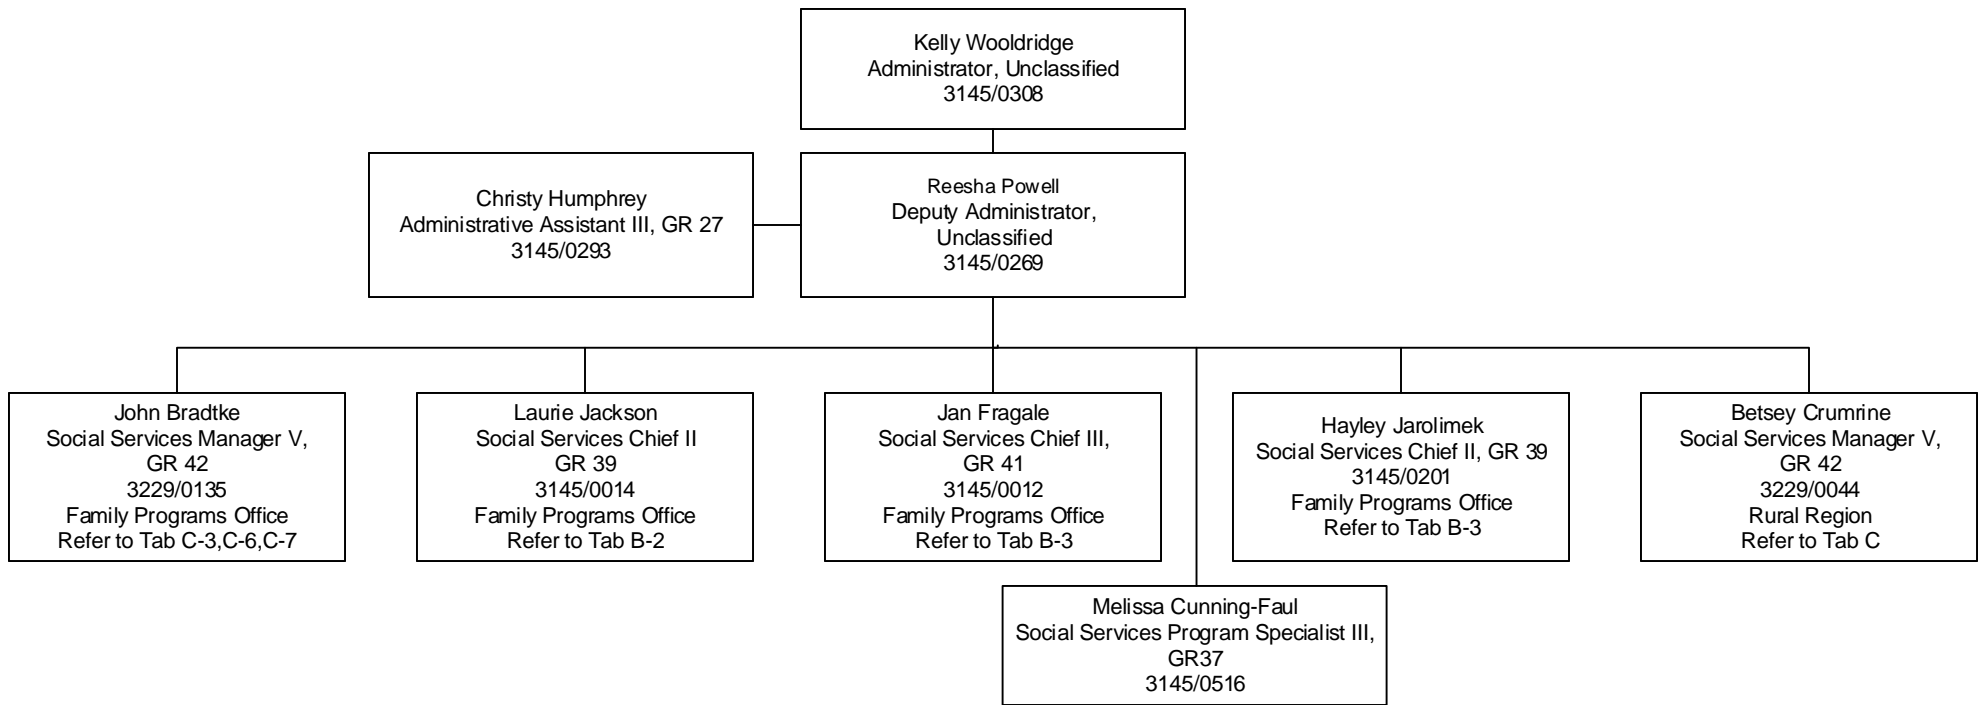 Kelly Wooldridge
Administrator, Unclassified
3145/0308
Christy Humphrey
Administrative Assistant III, GR 27
3145/0293
Reesha Powell
Deputy Administrator,
Unclassified
3145/0269
John Bradtke
Social Services Manager V,
GR 42
3229/0135
Family Programs Office
Refer to Tab C-3,C-6,C-7
Laurie Jackson
Social Services Chief II
GR 39
3145/0014
Family Programs Office
Refer to Tab B-2
Jan Fragale
Social Services Chief III,
GR 41
3145/0012
Family Programs Office
Refer to Tab B-3
Hayley Jarolimek
Social Services Chief II, GR 39
3145/0201
Family Programs Office
Refer to Tab B-3
Betsey Crumrine
Social Services Manager V,
GR 42
3229/0044
Rural Region
Refer to Tab C
Melissa Cunning-Faul
Social Services Program Specialist III,
GR37
3145/0516